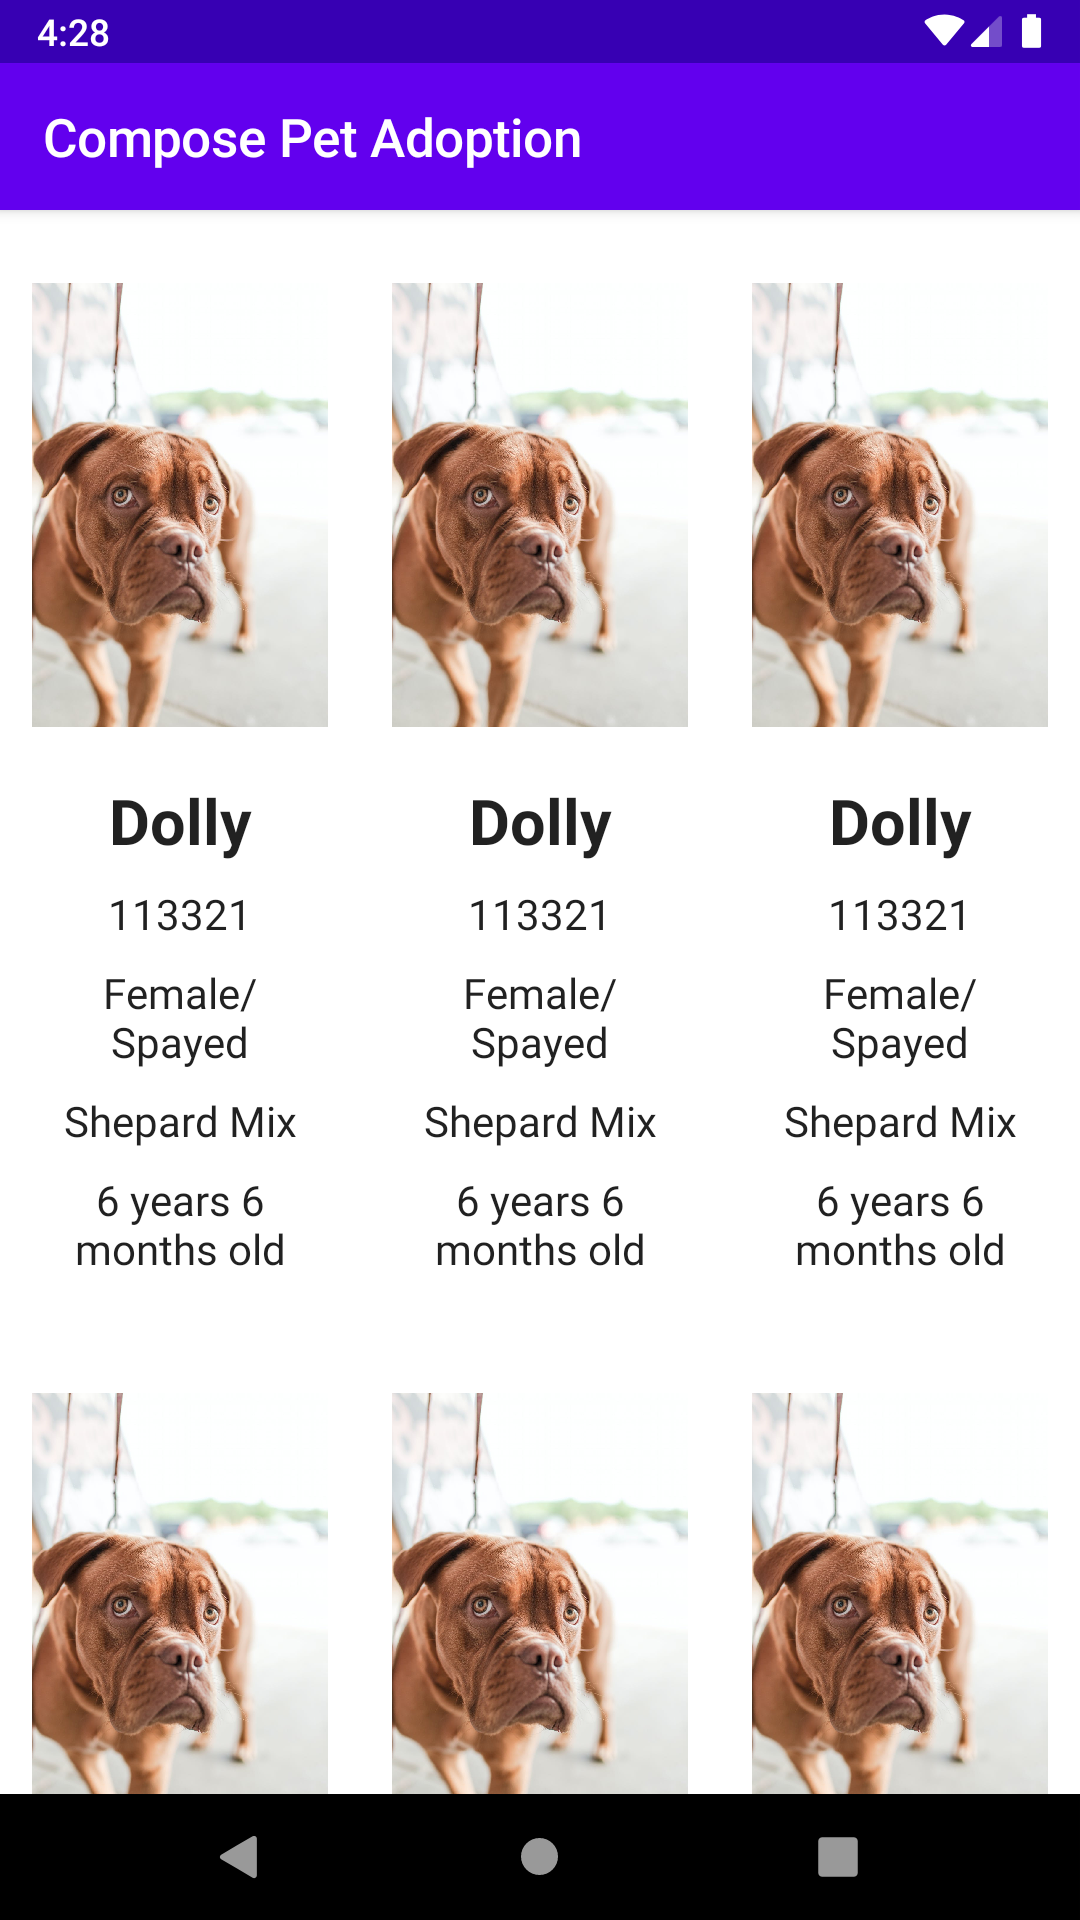 4:28
Compose Pet Adoption
Dolly Dolly Dolly
113321 113321 113321
Female/ Female/ Female/
Spayed Spayed Spayed
Shepard Mix Shepard Mix Shepard Mix
6 years 6 6 years 6 6 years 6
months old months old months old